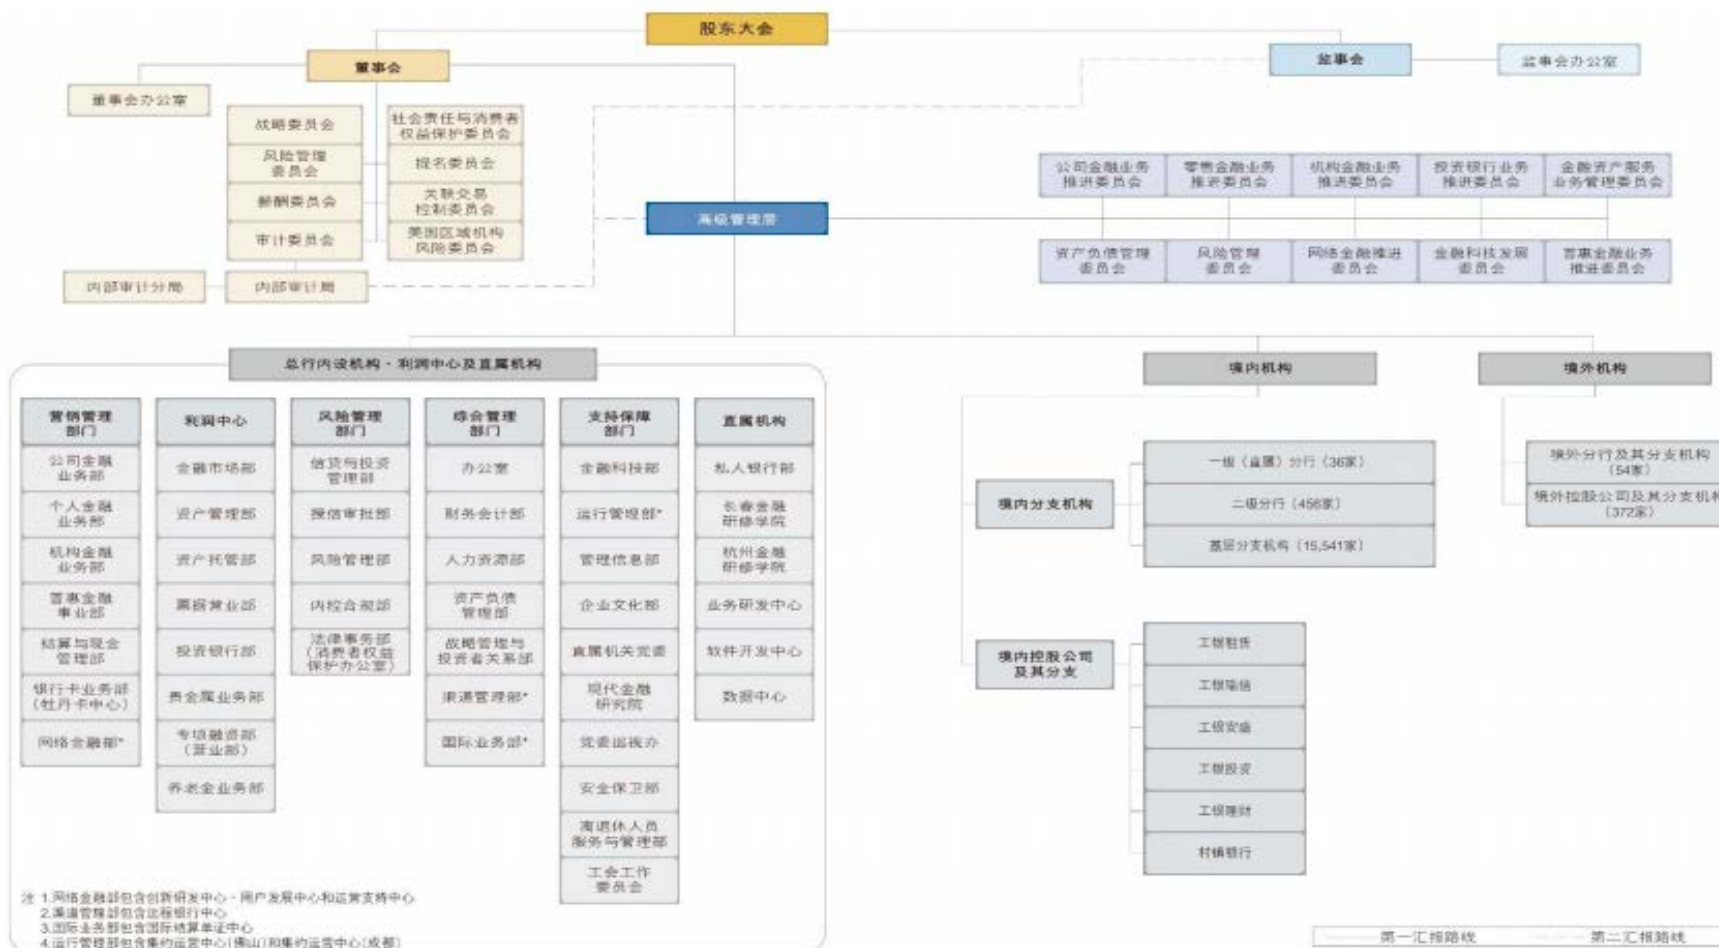 股东大会
董事会
监事会
监事会办公室
董事会办公室
战略委员会
社会责任与消费者
权益保护委员会
风险管理
委员会
提名委员会
薪酬委员会
关联交易
控制委员会
审计委员会
美国区域机构
风险委员会
内部审计分局
内部审计局
高级管理层
公司金融业务
推进委员会
零售金融业务
推进委员会
机构金融业务
推进委员会
投资银行业务
推进委员会
金融资产服务
业务管理委员会
资产负债管理
委员会
风险管理
委员会
网络金融推进
委员会
金融科技发展
委员会
普惠金融业务
推进委员会
总行内设机构·利润中心及直属机构
境内机构
境外机构
营销管理
部门
公司金融
业务部
个人金融
业务部
机构金融
业务部
普惠金融
事业部
结算与现金
管理部
银行卡业务部
(牡丹卡中心)
网络金融部*
利润中心
金融市场部
资产管理部
资产托管部
票据营业部
投资银行部
贵金属业务部
专项融资部
(营业部)
养老金业务部
风险管理
部门
信贷与投资
管理部
授信审批部
风险管理部
内控合规部
法律事务部
(消费者权益
保护办公室)
综合管理
部门
办公室
财务会计部
人力资源部
资产负债
管理部
战略管理与
投资者关系部
渠道管理部*
国际业务部*
支持保障
部门
金融科技部
运行管理部*
管理信息部
企业文化部
直属机关党委
现代金融
研究院
党委巡视办
安全保卫部
离退休人员
服务与管理部
工会工作
委员会
直属机构
私人银行部
长春金融
研修学院
杭州金融
研修学院
业务研发中心
软件开发中心
数据中心
境内分支机构
一级(直属)分行(36家)
二级分行(456家)
基层分支机构(15,541家)
境内控股公司
及其分支
工银租赁
工银瑞信
工银安盛
工银投资
工银理财
村镇银行
境外分行及其分支机构
(54家)
境外控股公司及其分支机构
(372家)
注 1.网络金融部包含创新研发中心·用户发展中心和运营支持中心
2.渠道管理部包含远程银行中心
3.国际业务部包含国际结算单证中心
4.运行管理部包含集约运营中心(佛山)和集约运营中心(成都)
第一汇报路线
第二汇报路线